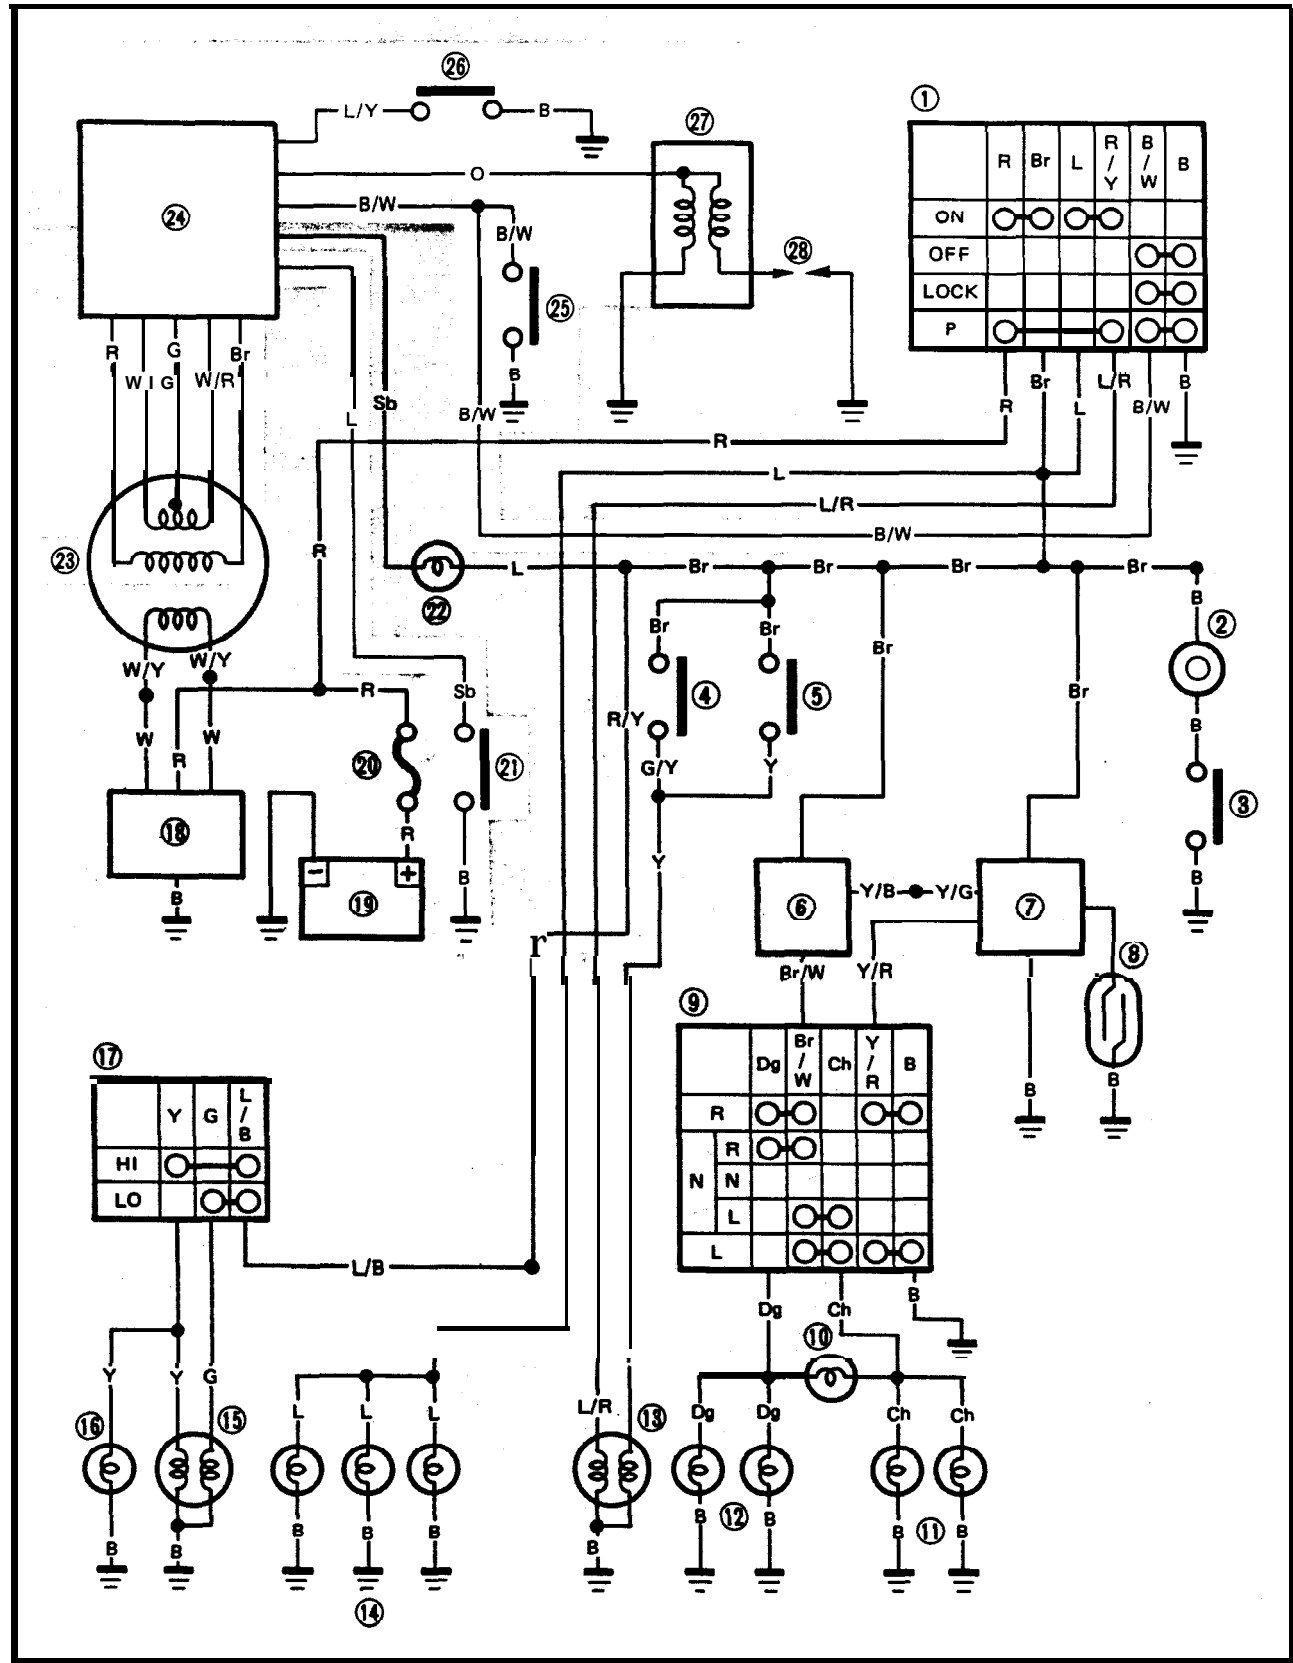 26
L/Y
B
1
27
R Br L R/Y B/W B
ON
OFF
LOCK
P
24
O
B/W
B/W
28
25
B
R WIG G W/R Br
L
Sb
B/W
R Br L L/R B/W B
R
L
L/R
B/W
23
R
22
L
Br Br Br Br
B
2
W/Y W/Y
Br Br
Br
Br
R
Sb
4
5
B
R/Y
W R W
20
21
G/Y Y
3
18
R
Y
B
B
- +
19
B
6
Y/B Y/G
7
r
Br/W Y/R
8
9
17
Dg Br/W Ch Y/R B
B
B
Y G L/B
R
HI
N R
N
LO
L
L
L/B
Dg Ch B
10
Y Y G
L L L
L/R
16
15
13
Dg Dg Ch Ch
B
B
B B B
B
B
12
B
B
11
B
14